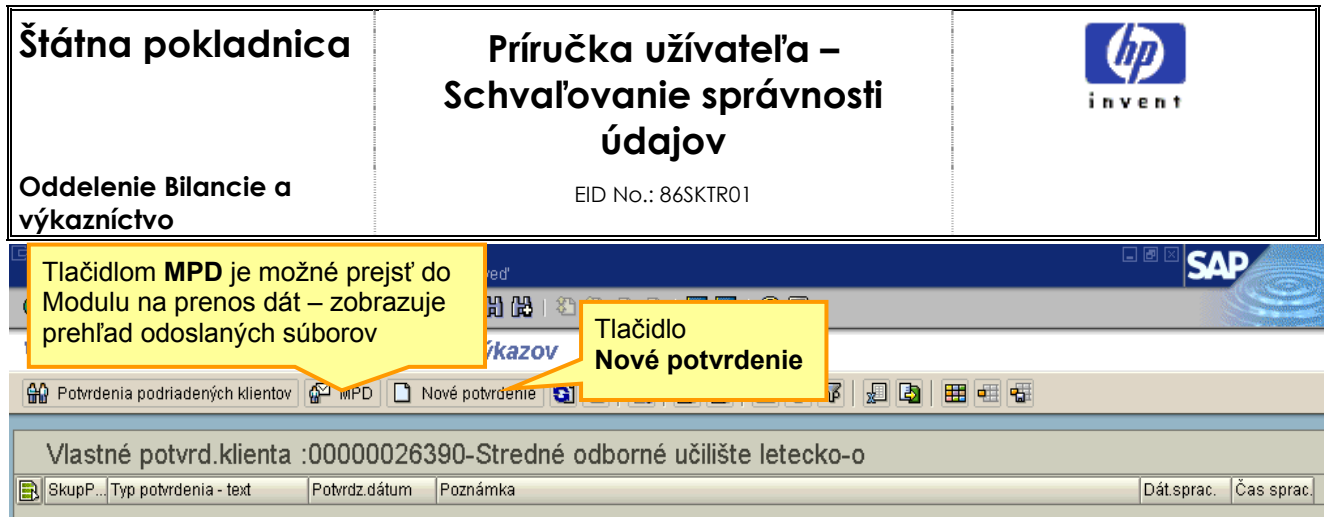 Štátna pokladnica
Oddelenie Bilancie a
výkazníctvo
Príručka užívateľa –
Schvaľovanie správnosti
údajov
EID No.: 86SKTR01
hp
invent
Tlačidlom MPD je možné prejsť do
Modulu na prenos dát – zobrazuje
prehľad odoslaných súborov
SAP
Tlačidlo
Nové potvrdenie
Potvrdenia podriadených klientov MPD Nové potvrdenie
Vlastné potvrd.klienta :00000026390-Stredné odborné učilište letecko-o
SkupP... Typ potvrdenia - text Potvrdz.dátum Poznámka Dát.sprac. Čas sprac.